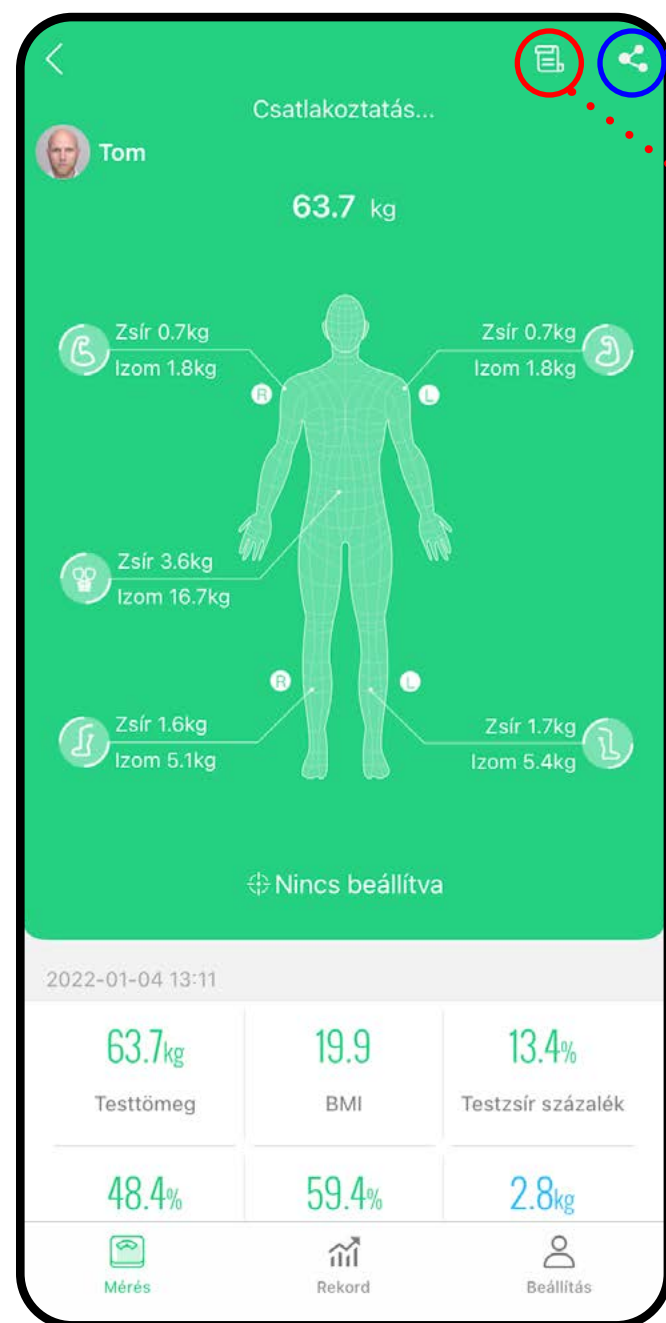 Csatlakoztatás...
Tom
63.7 kg
Zsír 0.7kg
Izom 1.8kg
Zsír 0.7kg
Izom 1.8kg
R
L
Zsír 3.6kg
Izom 16.7kg
R
L
Zsír 1.6kg
Izom 5.1kg
Zsír 1.7kg
Izom 5.4kg
Nincs beállítva
2022-01-04 13:11
63.7kg
19.9
13.4%
Testtömeg
BMI
Testzsír százalék
48.4%
59.4%
2.8kg
Mérés
Rekord
Beállítás